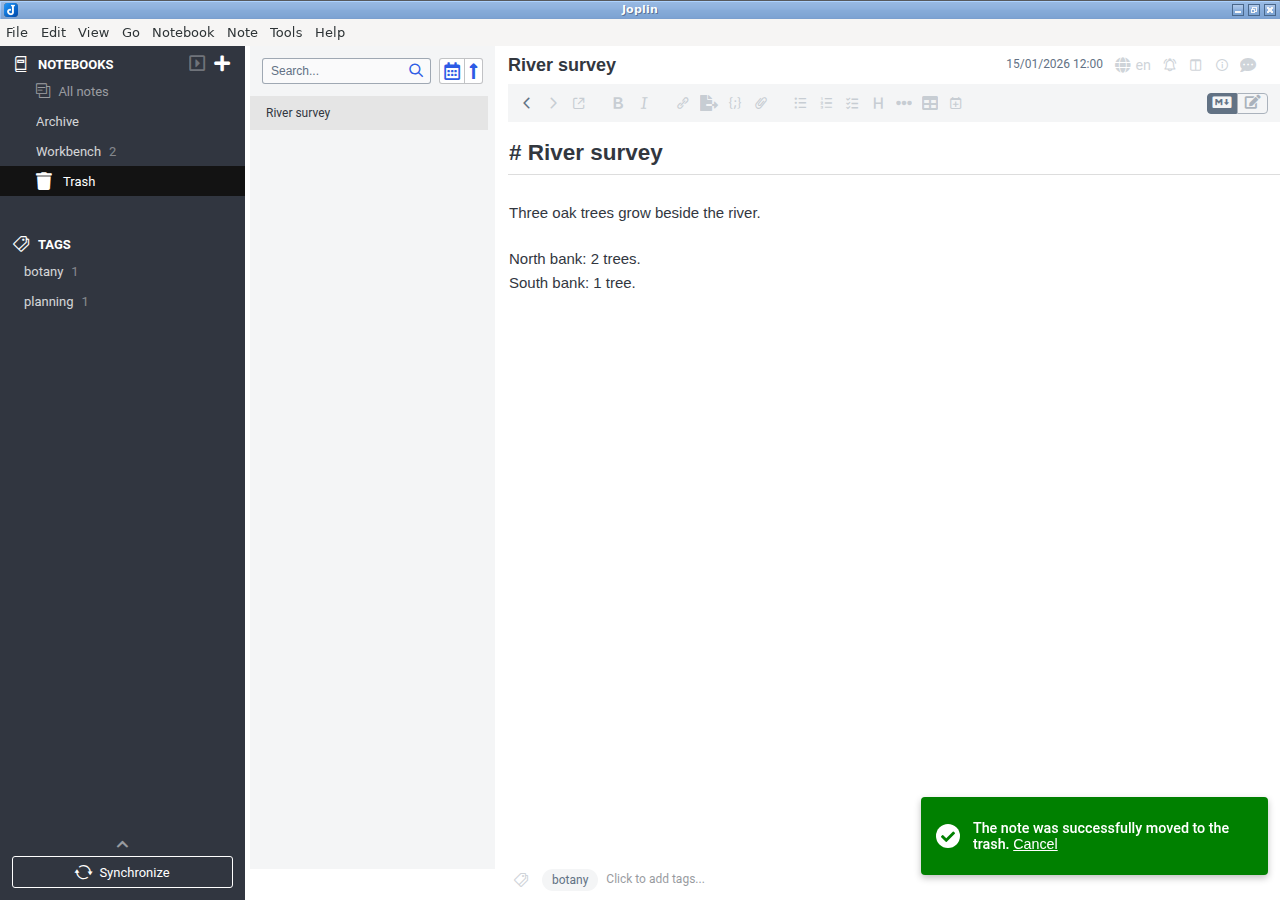 Joplin
File Edit View Go Notebook Note Tools Help
NOTEBOOKS
All notes
Archive
Workbench 2
Trash
TAGS
botany 1
planning 1
Synchronize
Search...
River survey
River survey
15/01/2026 12:00
en
# River survey
Three oak trees grow beside the river.
North bank: 2 trees.
South bank: 1 tree.
The note was successfully moved to the
trash. Cancel
botany Click to add tags...